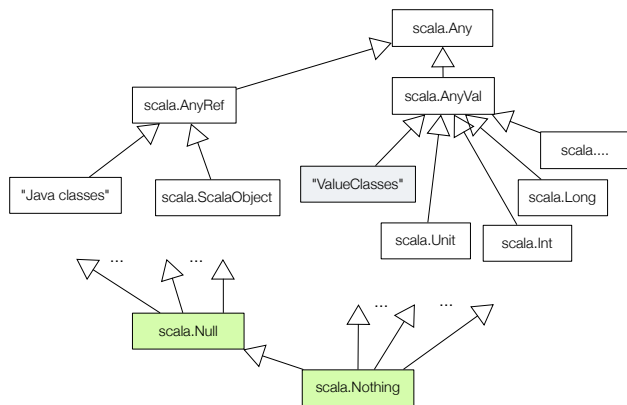 scala.Any
scala.AnyRef
scala.AnyVal
scala....
"Java classes"
scala.ScalaObject
"ValueClasses"
scala.Long
scala.Unit
scala.Int
...
...
scala.Null
...
...
scala.Nothing